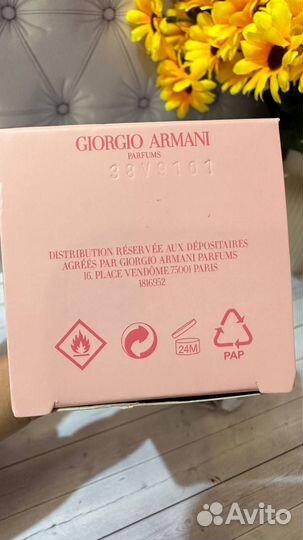 GIORGIO ARMANI
PARFUMS
38Y9101
DISTRIBUTION RÉSERVÉE AUX DÉPOSITAIRES
AGRÉÉS PAR GIORGIO ARMANI PARFUMS
16, PLACE VENDÔME 75001 PARIS
1816952
24M
PAP
Avito